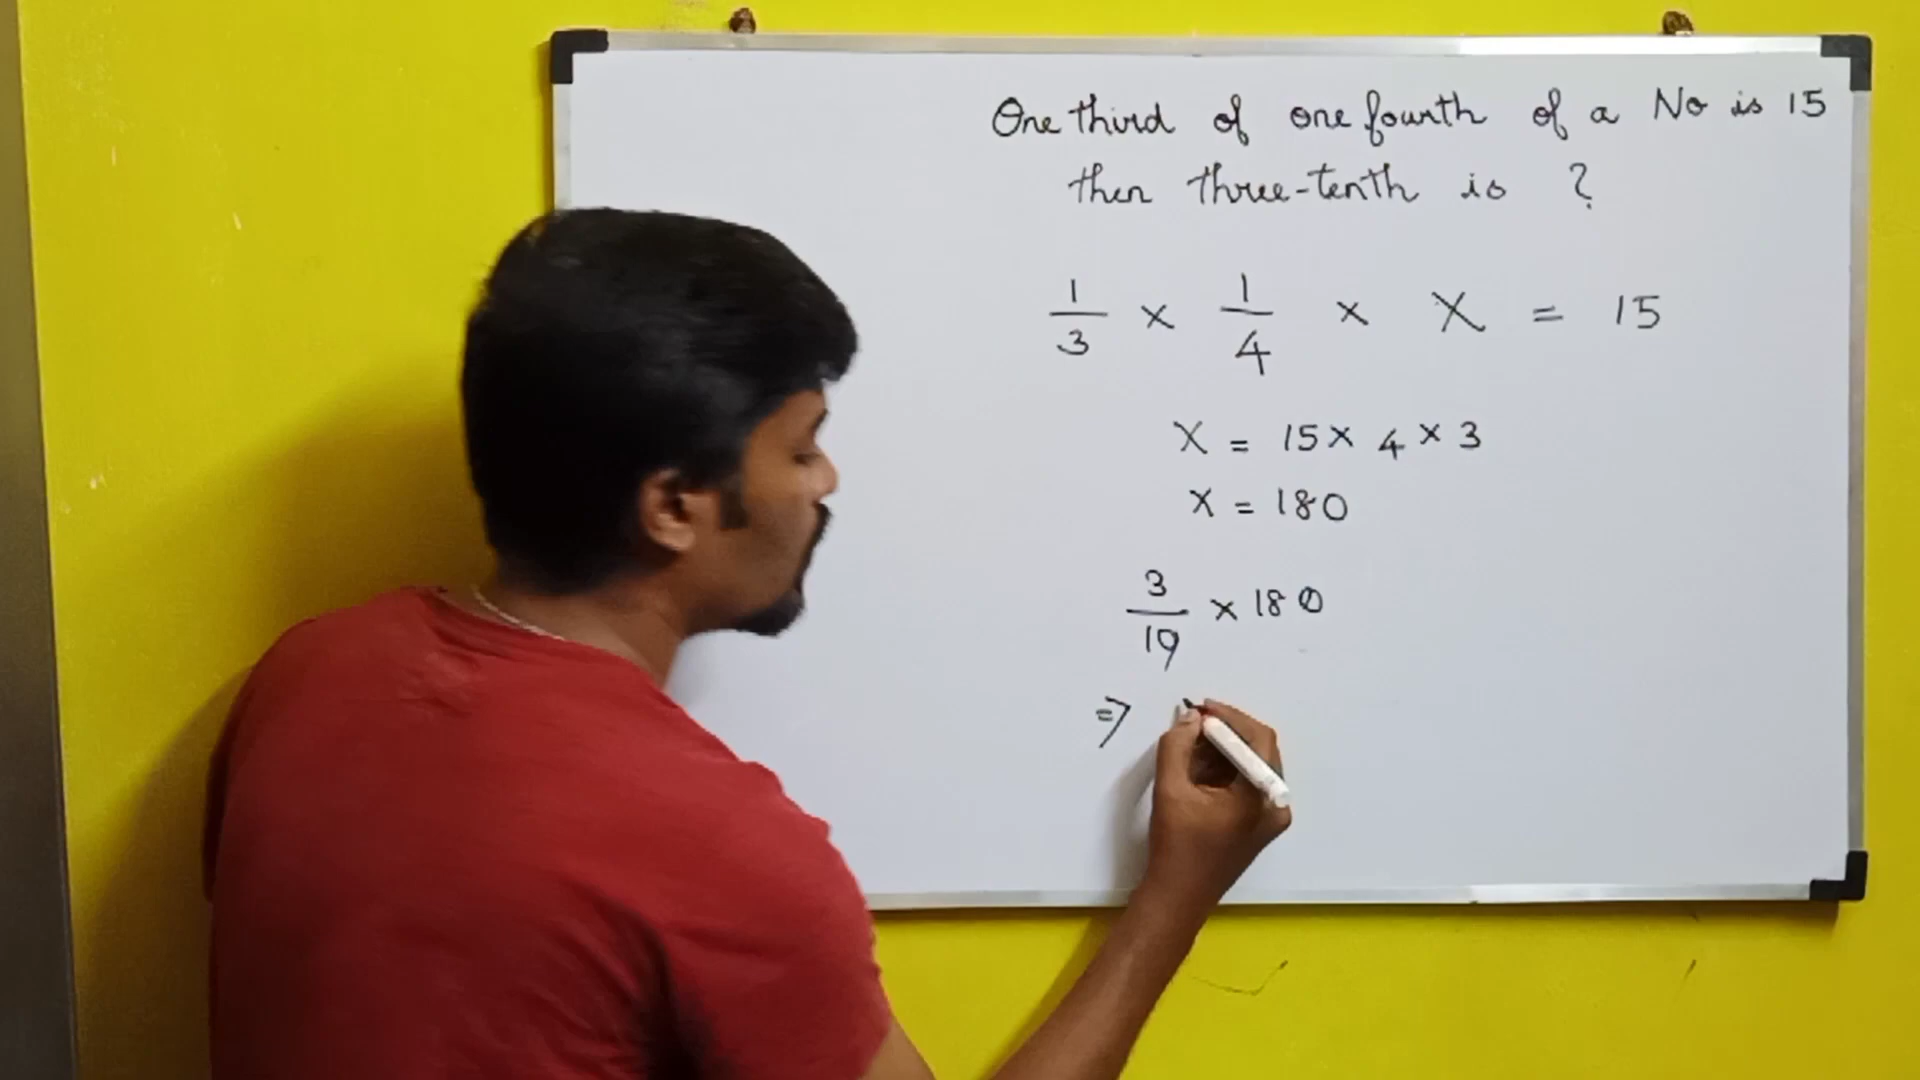 One third of one fourth of a No is 15
then three-tenth is ?
1/3 × 1/4 × X = 15
X = 15 × 4 × 3
X = 180
3/10 × 180
⇒